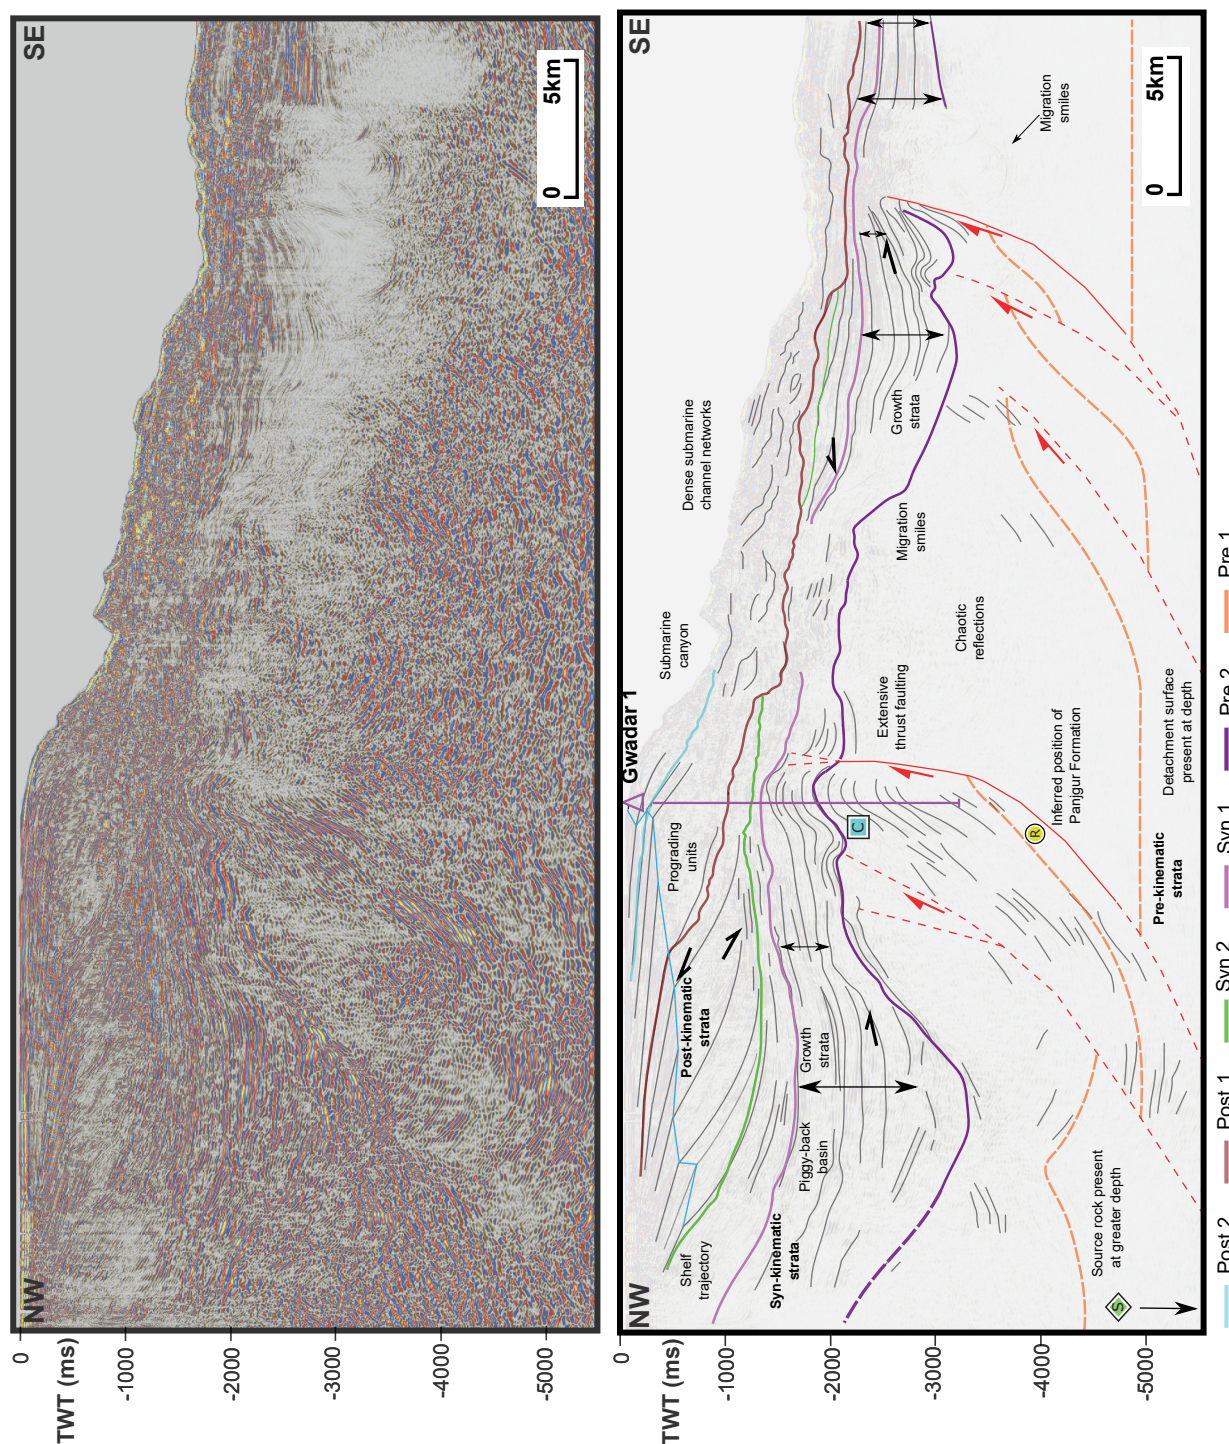 NW
SE
0
-1000
-2000
-3000
-4000
-5000
TWT (ms)
0
5km
NW
SE
Gwadar 1
Submarine
canyon
Dense submarine
channel networks
Prograding
units
Post-kinematic
strata
Shelf
trajectory
Growth
strata
Piggy-back
basin
Syn-kinematic
strata
C
Extensive
thrust faulting
Migration
smiles
Growth
strata
Migration
smiles
Chaotic
reflections
R
Inferred position of
Panjgur Formation
Pre-kinematic
strata
Detachment surface
present at depth
Source rock present
at greater depth
S
0
-1000
-2000
-3000
-4000
-5000
TWT (ms)
0
5km
Post 2
Post 1
Syn 2
Syn 1
Pre 2
Pre 1